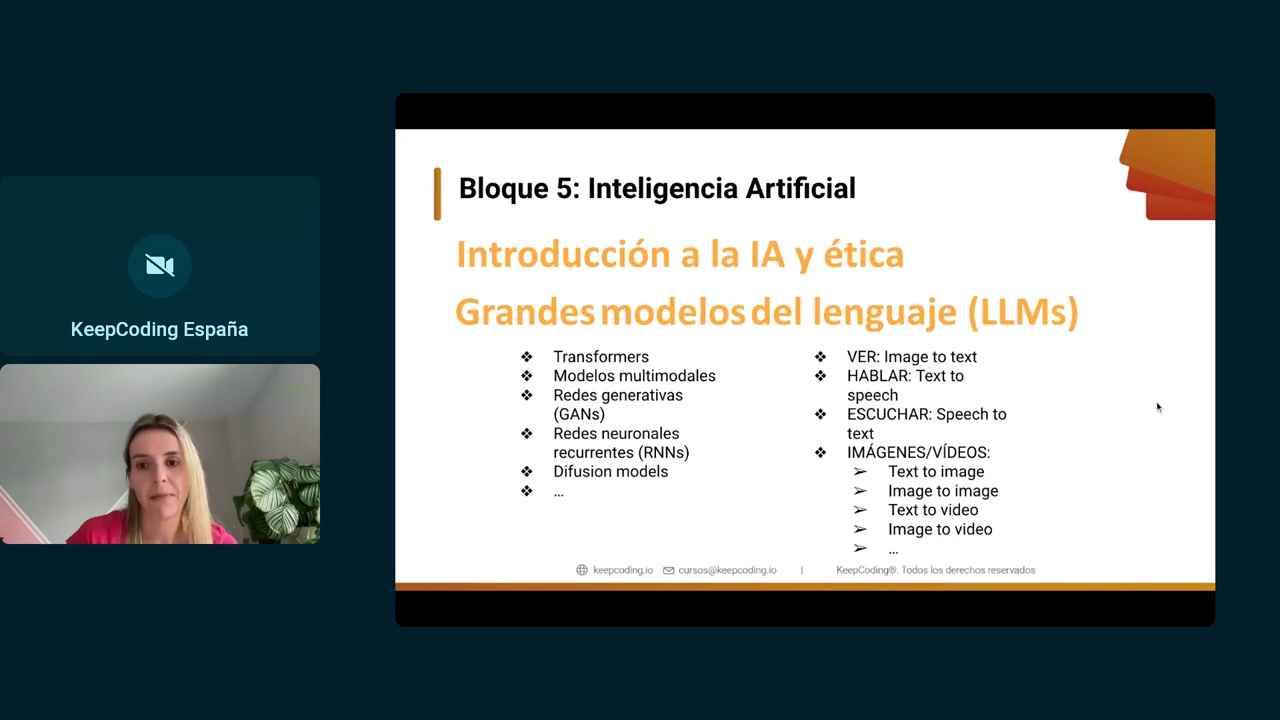 KeepCoding España
Bloque 5: Inteligencia Artificial
Introducción a la IA y ética
Grandes modelos del lenguaje (LLMs)
❖ Transformers
❖ Modelos multimodales
❖ Redes generativas
(GANs)
❖ Redes neuronales
recurrentes (RNNs)
❖ Difusion models
❖ ...
❖ VER: Image to text
❖ HABLAR: Text to
speech
❖ ESCUCHAR: Speech to
text
❖ IMÁGENES/VÍDEOS:
➢ Text to image
➢ Image to image
➢ Text to video
➢ Image to video
➢ ...
keepcoding.io cursos@keepcoding.io | KeepCoding®. Todos los derechos reservados